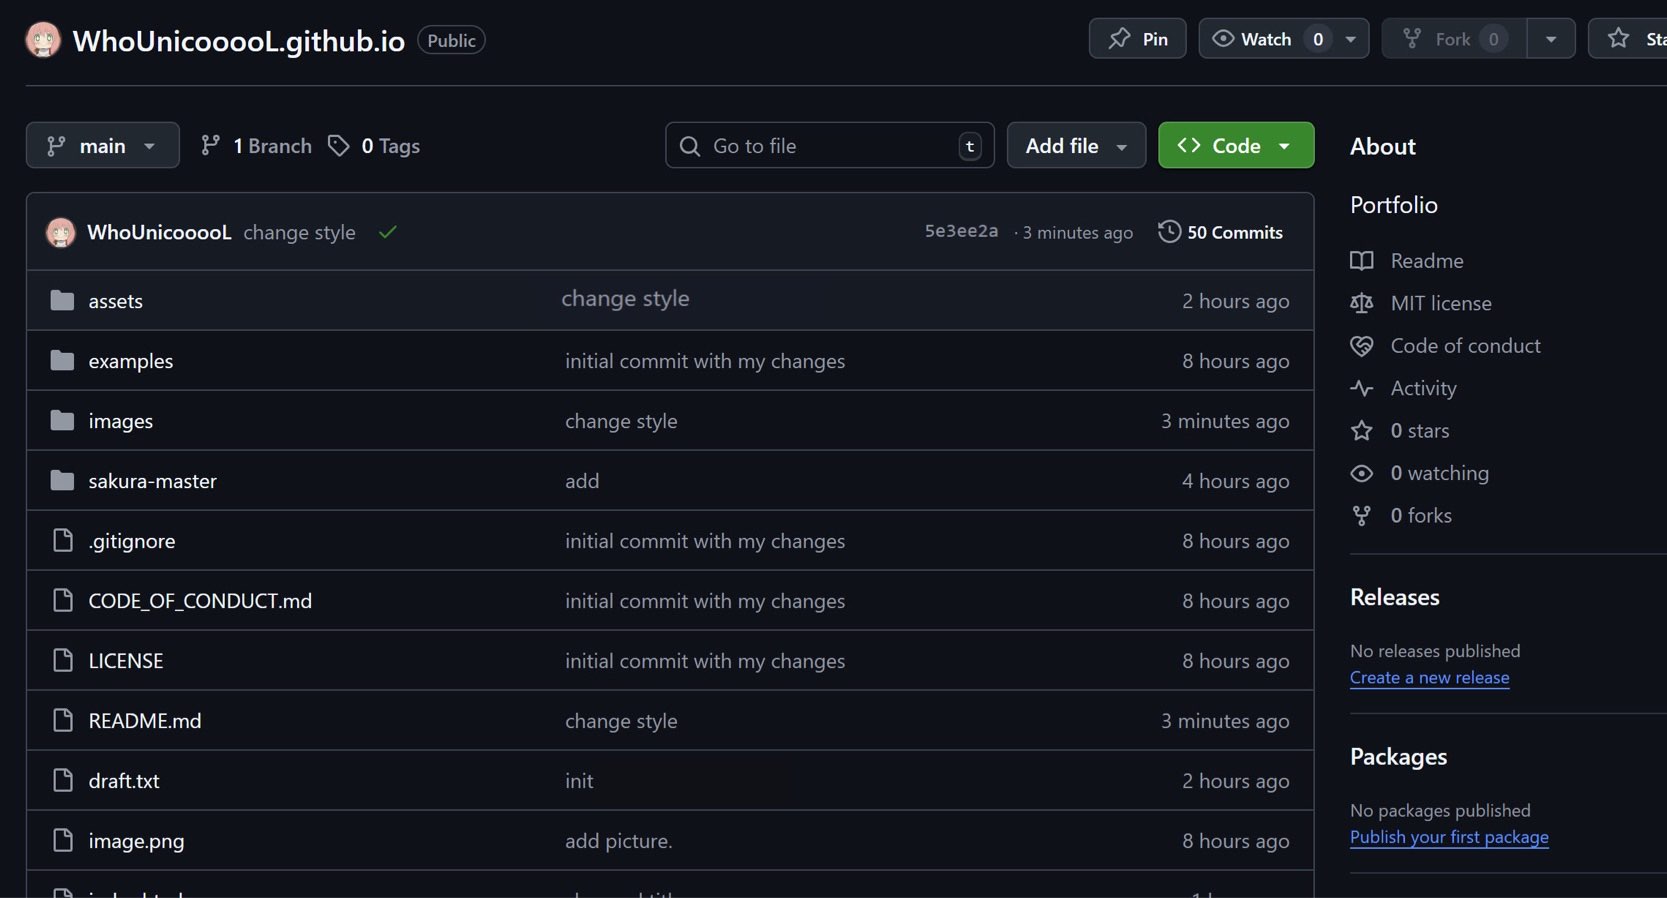 WhoUnicooooL.github.io Public
Pin
Watch 0
Fork 0
main
1 Branch
0 Tags
Go to file t
Add file
<> Code
WhoUnicooooL change style 5e3ee2a · 3 minutes ago 50 Commits
assets change style 2 hours ago
examples initial commit with my changes 8 hours ago
images change style 3 minutes ago
sakura-master add 4 hours ago
.gitignore initial commit with my changes 8 hours ago
CODE_OF_CONDUCT.md initial commit with my changes 8 hours ago
LICENSE initial commit with my changes 8 hours ago
README.md change style 3 minutes ago
draft.txt init 2 hours ago
image.png add picture. 8 hours ago
About
Portfolio
Readme
MIT license
Code of conduct
Activity
0 stars
0 watching
0 forks
Releases
No releases published
Create a new release
Packages
No packages published
Publish your first package